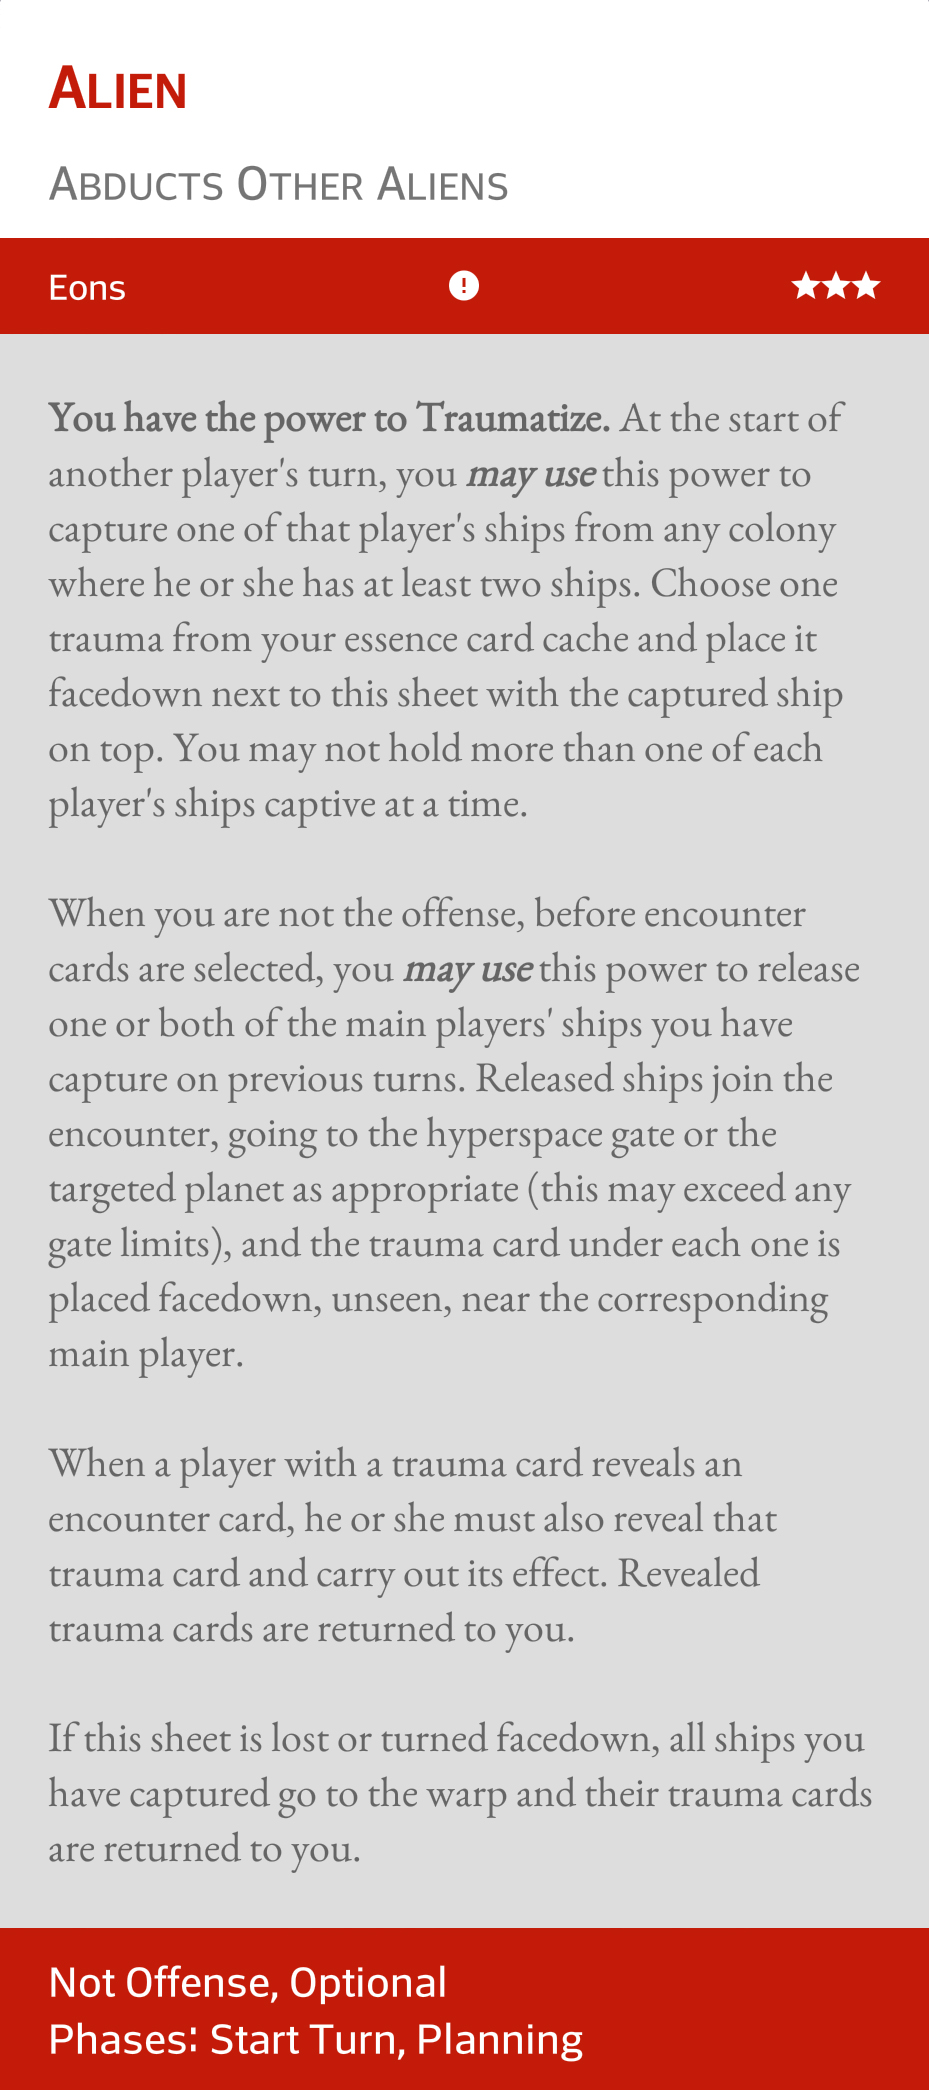 Alien
Abducts Other Aliens
Eons
You have the power to Traumatize. At the start of
another player's turn, you may use this power to
capture one of that player's ships from any colony
where he or she has at least two ships. Choose one
trauma from your essence card cache and place it
facedown next to this sheet with the captured ship
on top. You may not hold more than one of each
player's ships captive at a time.
When you are not the offense, before encounter
cards are selected, you may use this power to release
one or both of the main players' ships you have
capture on previous turns. Released ships join the
encounter, going to the hyperspace gate or the
targeted planet as appropriate (this may exceed any
gate limits), and the trauma card under each one is
placed facedown, unseen, near the corresponding
main player.
When a player with a trauma card reveals an
encounter card, he or she must also reveal that
trauma card and carry out its effect. Revealed
trauma cards are returned to you.
If this sheet is lost or turned facedown, all ships you
have captured go to the warp and their trauma cards
are returned to you.
Not Offense, Optional
Phases: Start Turn, Planning